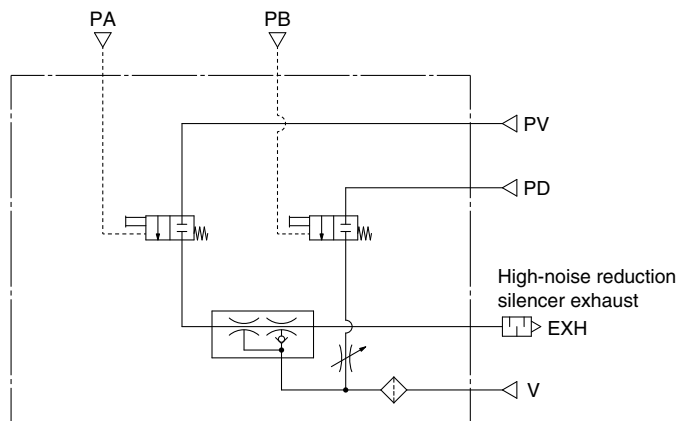 PA
PB
PV
PD
High-noise reduction
silencer exhaust
EXH
V